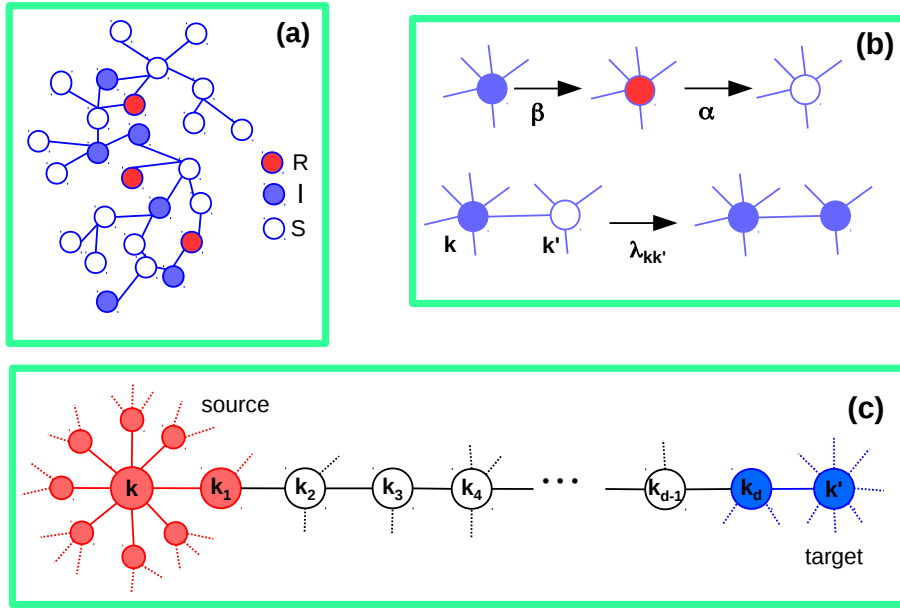 (a)
R
I
S
(b)
β
α
k
k'
λkk'
(c)
source
k
k1
k2
k3
k4
...
kd-1
kd
k'
target